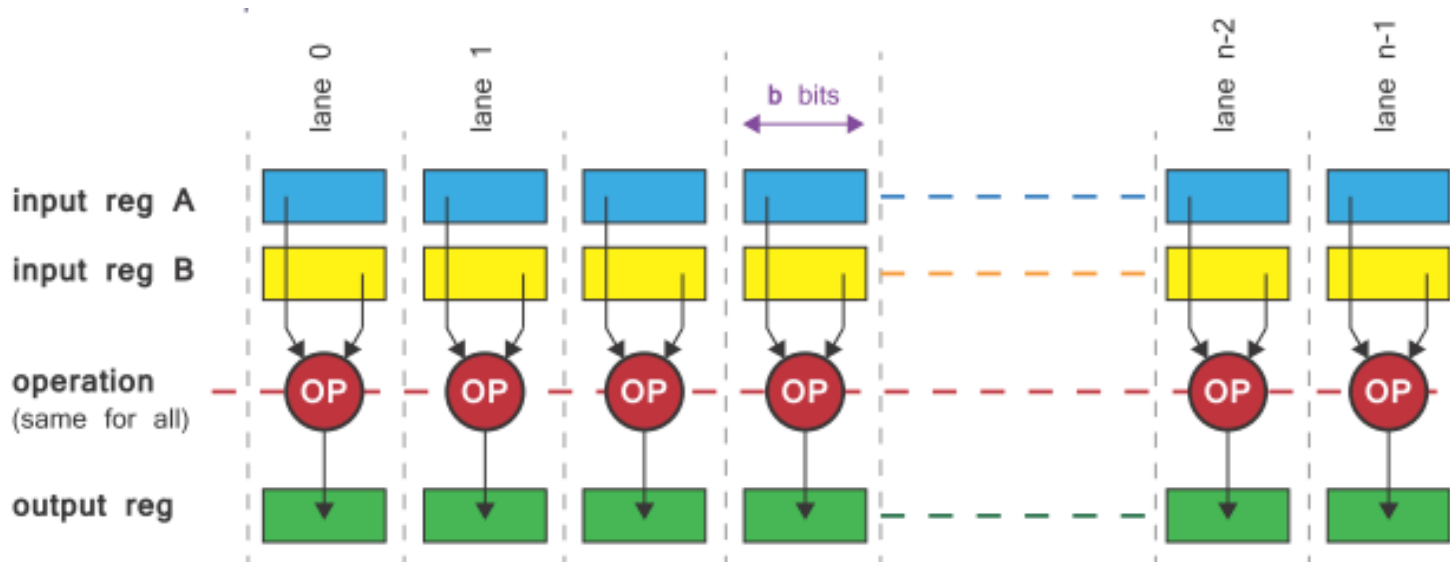 lane 0
lane 1
lane n-2
lane n-1
b bits
input reg A
input reg B
operation
(same for all)
OP OP OP OP OP OP
output reg